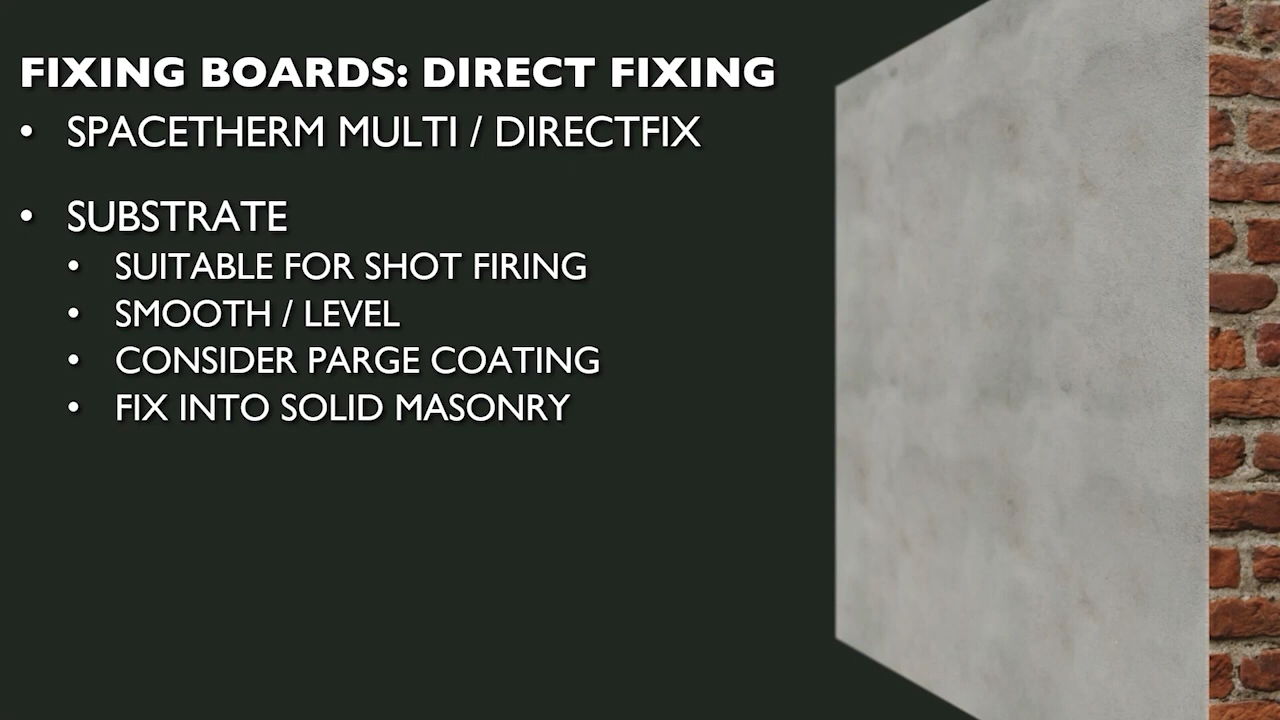 FIXING BOARDS: DIRECT FIXING
• SPACETHERM MULTI / DIRECTFIX
• SUBSTRATE
• SUITABLE FOR SHOT FIRING
• SMOOTH / LEVEL
• CONSIDER PARGE COATING
• FIX INTO SOLID MASONRY